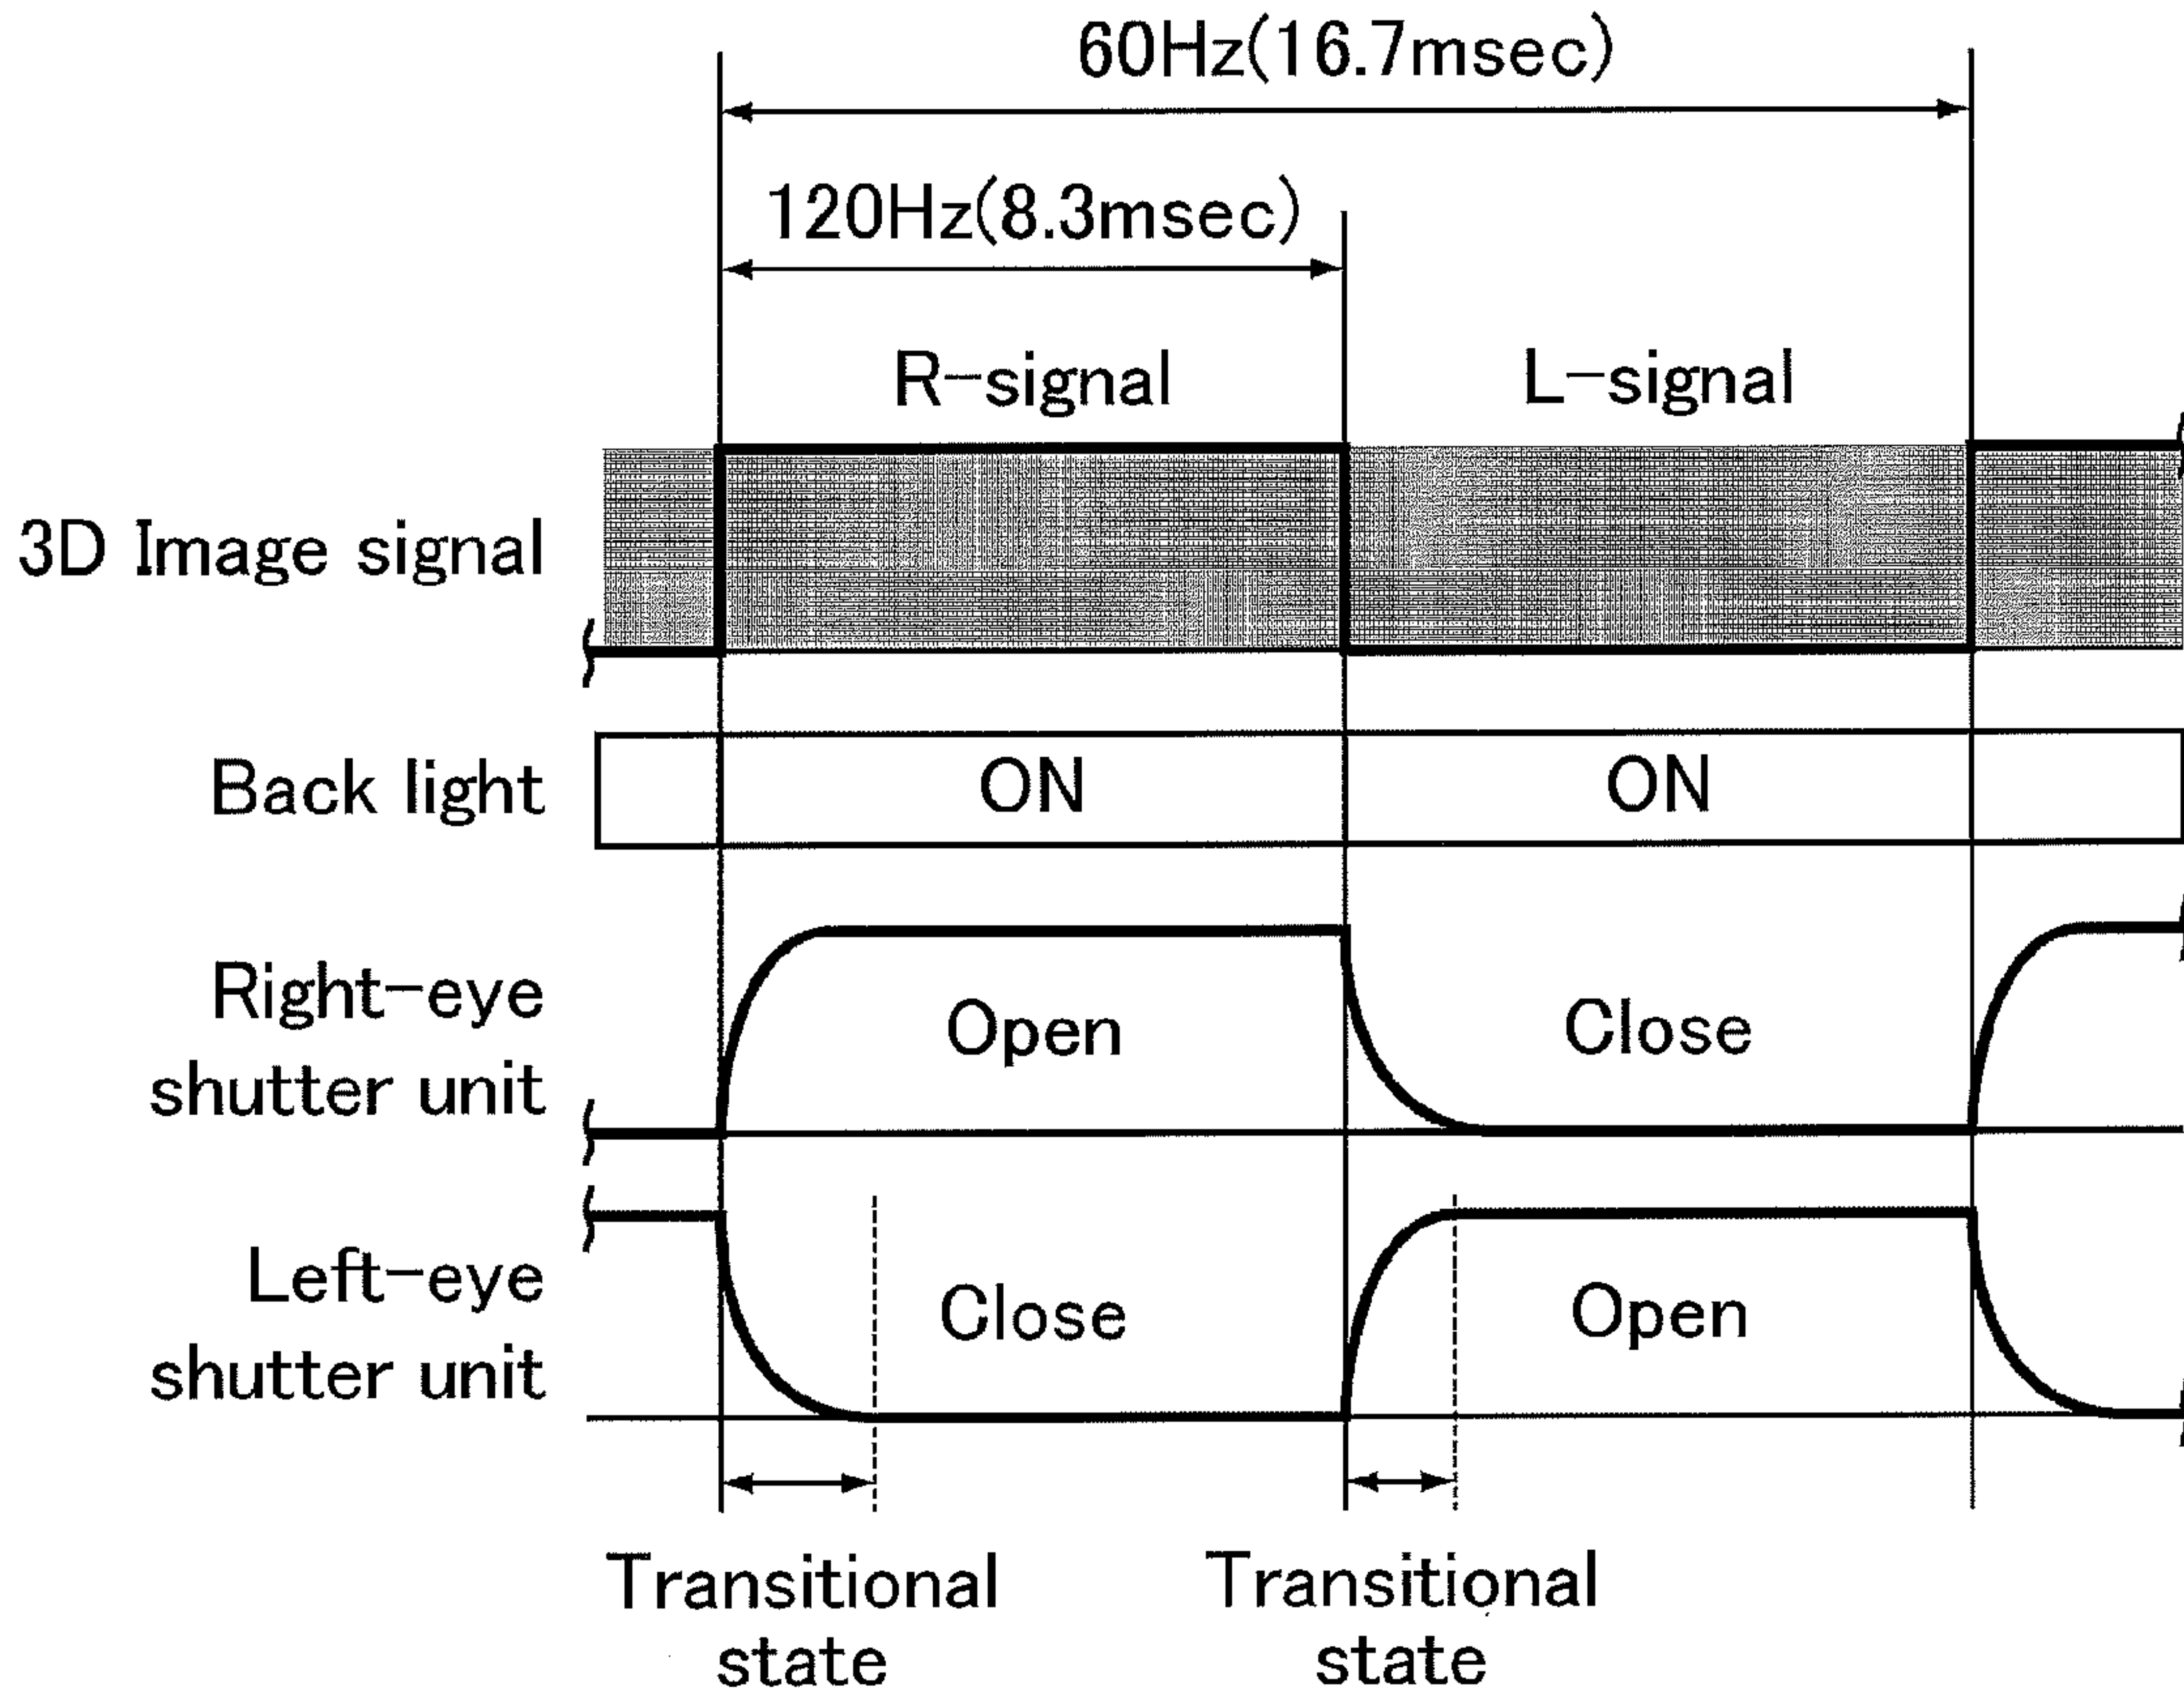 60Hz(16.7msec)
120Hz(8.3msec)
R-signal
L-signal
3D Image signal
Back light
ON
ON
Right-eye
shutter unit
Open
Close
Left-eye
shutter unit
Close
Open
Transitional
state
Transitional
state